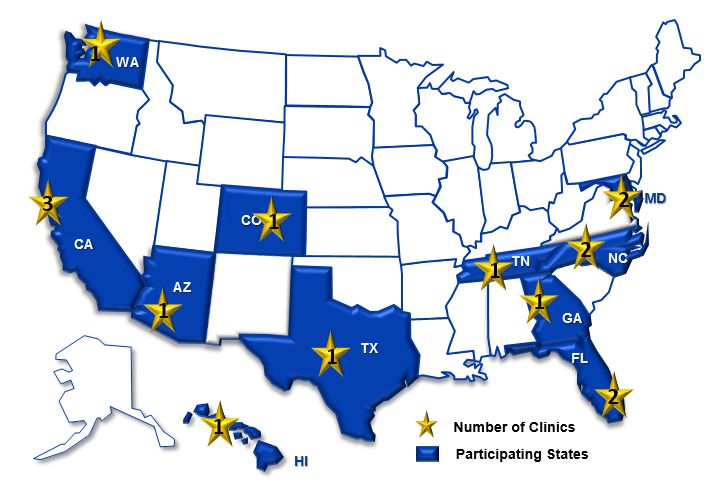 1
WA
3
CA
CO
1
2
MD
AZ
1
TN
1
2
NC
1
GA
TX
1
FL
2
1
HI
Number of Clinics
Participating States